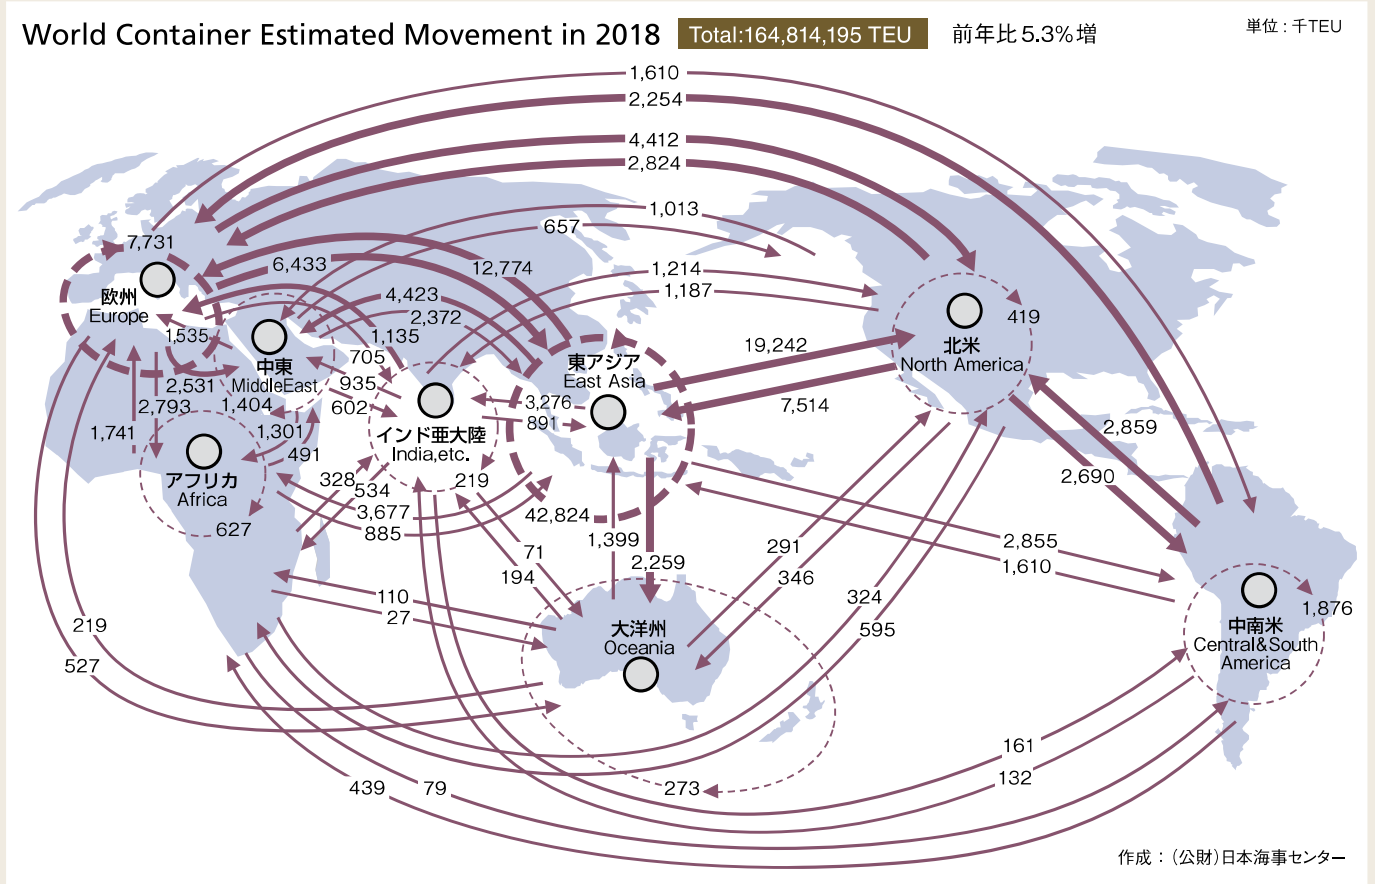 World Container Estimated Movement in 2018
Total:164,814,195 TEU
前年比5.3%増
単位:千TEU
1,610
2,254
4,412
2,824
1,013
657
7,731
6,433
12,774
1,214
1,187
欧州
Europe
4,423
2,372
419
1,535
1,135
中東
MiddleEast
705
東アジア
East Asia
19,242
北米
North America
2,531
935
2,793
1,404
602
3,276
7,514
891
1,741
1,301
インド亜大陸
India,etc.
2,859
491
アフリカ
Africa
328
534
219
2,690
3,677
627
885
42,824
1,399
2,855
291
71
2,259
1,610
194
346
110
27
324
219
大洋州
Oceania
595
1,876
中南米
Central&South
America
527
161
132
439
79
273
作成:(公財)日本海事センター